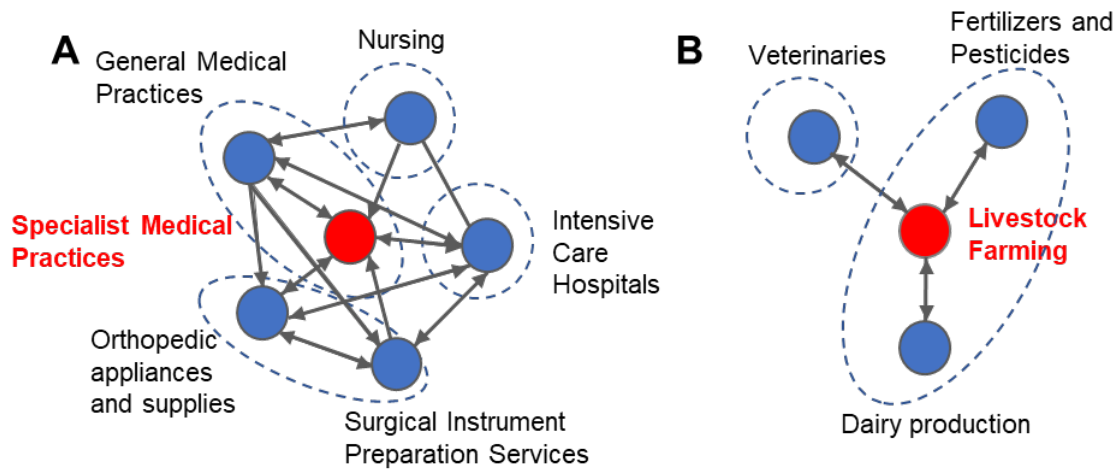 A
General Medical
Practices
Nursing
Specialist Medical
Practices
Intensive
Care
Hospitals
Orthopedic
appliances
and supplies
Surgical Instrument
Preparation Services
B
Veterinaries
Fertilizers and
Pesticides
Livestock
Farming
Dairy production